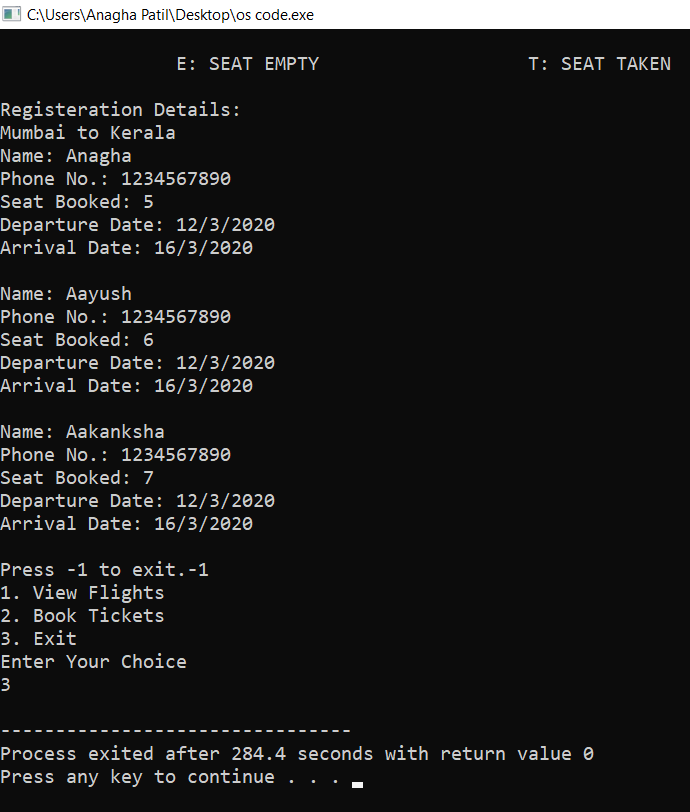 C:\Users\Anagha Patil\Desktop\os code.exe
E: SEAT EMPTY T: SEAT TAKEN
Registeration Details:
Mumbai to Kerala
Name: Anagha
Phone No.: 1234567890
Seat Booked: 5
Departure Date: 12/3/2020
Arrival Date: 16/3/2020
Name: Aayush
Phone No.: 1234567890
Seat Booked: 6
Departure Date: 12/3/2020
Arrival Date: 16/3/2020
Name: Aakanksha
Phone No.: 1234567890
Seat Booked: 7
Departure Date: 12/3/2020
Arrival Date: 16/3/2020
Press -1 to exit.-1
1. View Flights
2. Book Tickets
3. Exit
Enter Your Choice
3
--------------------------------
Process exited after 284.4 seconds with return value 0
Press any key to continue . . .